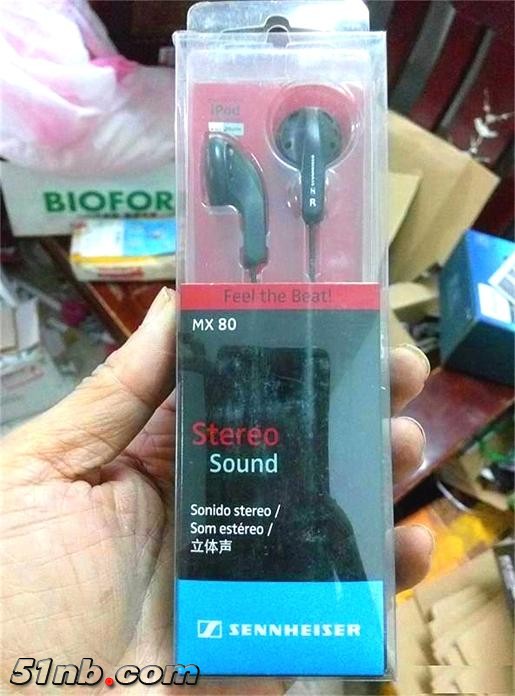 iPod
BIOFOR
SENNHEISER
R
Feel the Beat!
MX 80
Stereo
Sound
Sonido stereo /
Som estéreo /
立体声
SENNHEISER
51nb.com